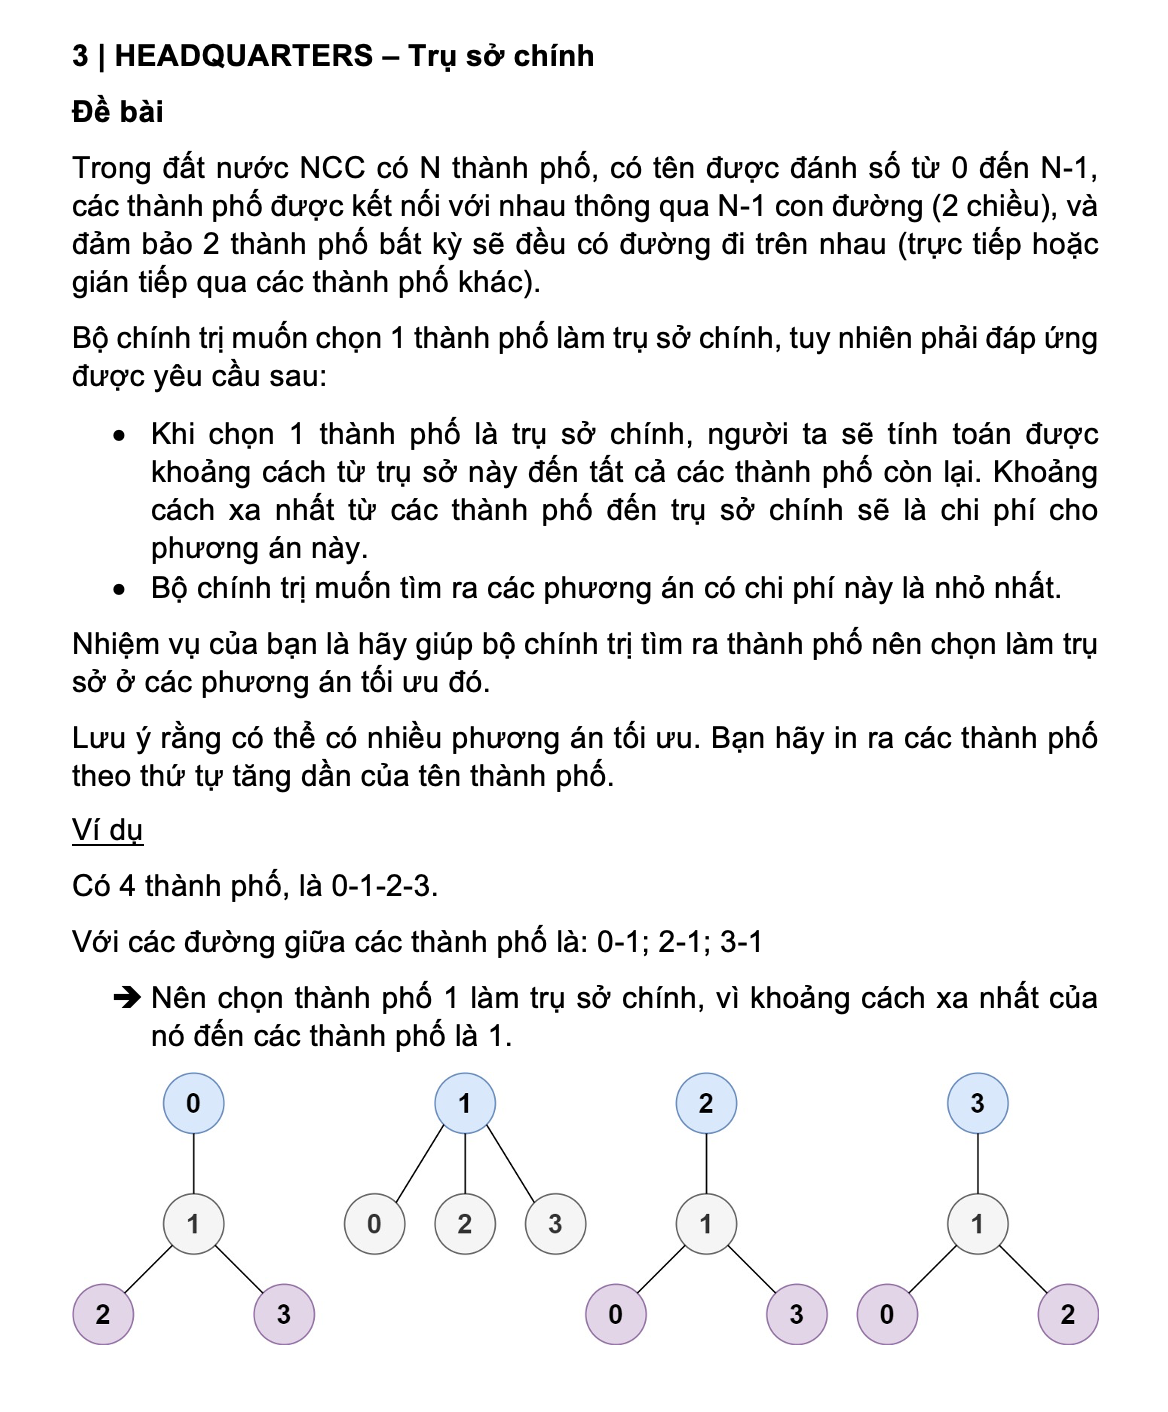 3 | HEADQUARTERS – Trụ sở chính
Đề bài
Trong đất nước NCC có N thành phố, có tên được đánh số từ 0 đến N-1,
các thành phố được kết nối với nhau thông qua N-1 con đường (2 chiều), và
đảm bảo 2 thành phố bất kỳ sẽ đều có đường đi trên nhau (trực tiếp hoặc
gián tiếp qua các thành phố khác).
Bộ chính trị muốn chọn 1 thành phố làm trụ sở chính, tuy nhiên phải đáp ứng
được yêu cầu sau:
• Khi chọn 1 thành phố là trụ sở chính, người ta sẽ tính toán được
khoảng cách từ trụ sở này đến tất cả các thành phố còn lại. Khoảng
cách xa nhất từ các thành phố đến trụ sở chính sẽ là chi phí cho
phương án này.
• Bộ chính trị muốn tìm ra các phương án có chi phí này là nhỏ nhất.
Nhiệm vụ của bạn là hãy giúp bộ chính trị tìm ra thành phố nên chọn làm trụ
sở ở các phương án tối ưu đó.
Lưu ý rằng có thể có nhiều phương án tối ưu. Bạn hãy in ra các thành phố
theo thứ tự tăng dần của tên thành phố.
Ví dụ
Có 4 thành phố, là 0-1-2-3.
Với các đường giữa các thành phố là: 0-1; 2-1; 3-1
➔ Nên chọn thành phố 1 làm trụ sở chính, vì khoảng cách xa nhất của
nó đến các thành phố là 1.
0 1 2 3
1 0 2 3 1 1
2 3 0 3 0 2